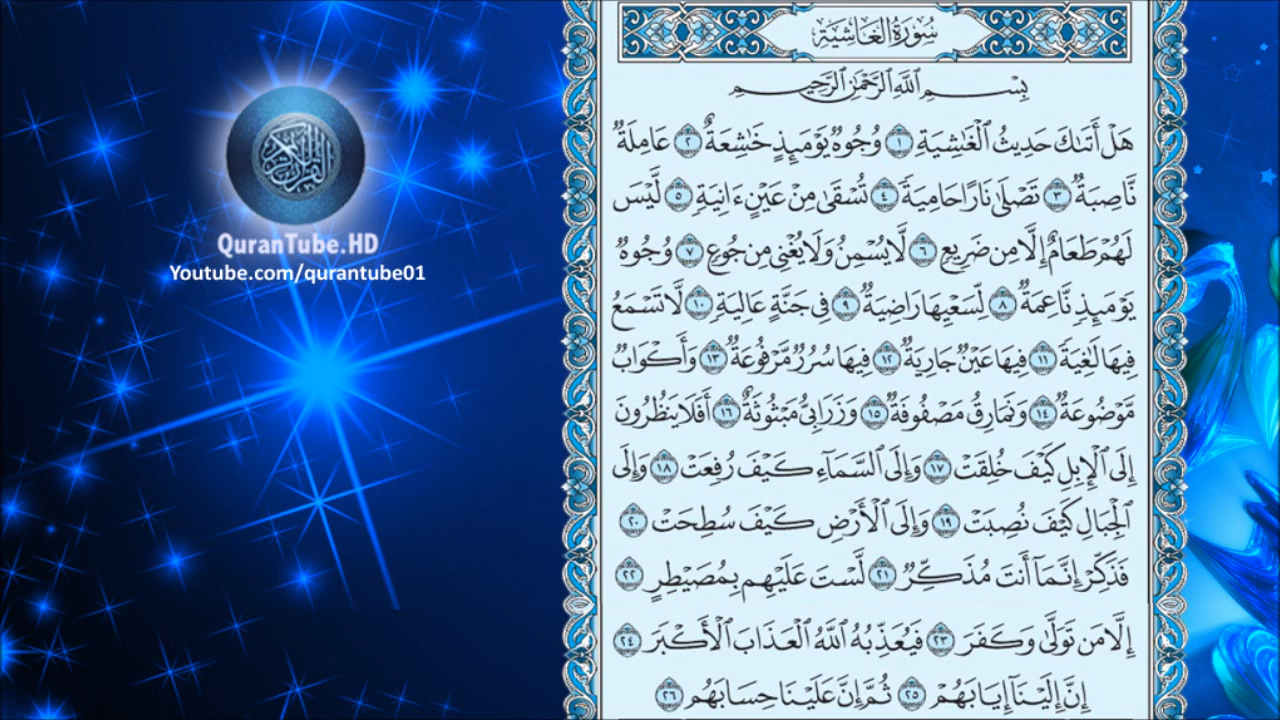 QuranTube.HD
Youtube.com/qurantube01
سُورَةُ الغَاشِيَةِ
بِسْمِ ٱللَّهِ ٱلرَّحْمَٰنِ ٱلرَّحِيمِ
هَلْ أَتَىٰكَ حَدِيثُ ٱلْغَٰشِيَةِ ١ وُجُوهٌ يَوْمَئِذٍ خَٰشِعَةٌ ٢ عَامِلَةٌ
نَّاصِبَةٌ ٣ تَصْلَىٰ نَارًا حَامِيَةً ٤ تُسْقَىٰ مِنْ عَيْنٍ ءَانِيَةٍ ٥ لَّيْسَ
لَهُمْ طَعَامٌ إِلَّا مِن ضَرِيعٍ ٦ لَّا يُسْمِنُ وَلَا يُغْنِى مِن جُوعٍ ٧ وُجُوهٌ
يَوْمَئِذٍ نَّاعِمَةٌ ٨ لِّسَعْيِهَا رَاضِيَةٌ ٩ فِى جَنَّةٍ عَالِيَةٍ ١٠ لَّا تَسْمَعُ
فِيهَا لَٰغِيَةً ١١ فِيهَا عَيْنٌ جَارِيَةٌ ١٢ فِيهَا سُرُرٌ مَّرْفُوعَةٌ ١٣ وَأَكْوَابٌ
مَّوْضُوعَةٌ ١٤ وَنَمَارِقُ مَصْفُوفَةٌ ١٥ وَزَرَابِىُّ مَبْثُوثَةٌ ١٦ أَفَلَا يَنظُرُونَ
إِلَى ٱلْإِبِلِ كَيْفَ خُلِقَتْ ١٧ وَإِلَى ٱلسَّمَآءِ كَيْفَ رُفِعَتْ ١٨ وَإِلَى
ٱلْجِبَالِ كَيْفَ نُصِبَتْ ١٩ وَإِلَى ٱلْأَرْضِ كَيْفَ سُطِحَتْ ٢٠
فَذَكِّرْ إِنَّمَآ أَنتَ مُذَكِّرٌ ٢١ لَّسْتَ عَلَيْهِم بِمُصَيْطِرٍ ٢٢
إِلَّا مَن تَوَلَّىٰ وَكَفَرَ ٢٣ فَيُعَذِّبُهُ ٱللَّهُ ٱلْعَذَابَ ٱلْأَكْبَرَ ٢٤
إِنَّ إِلَيْنَآ إِيَابَهُمْ ٢٥ ثُمَّ إِنَّ عَلَيْنَا حِسَابَهُم ٢٦